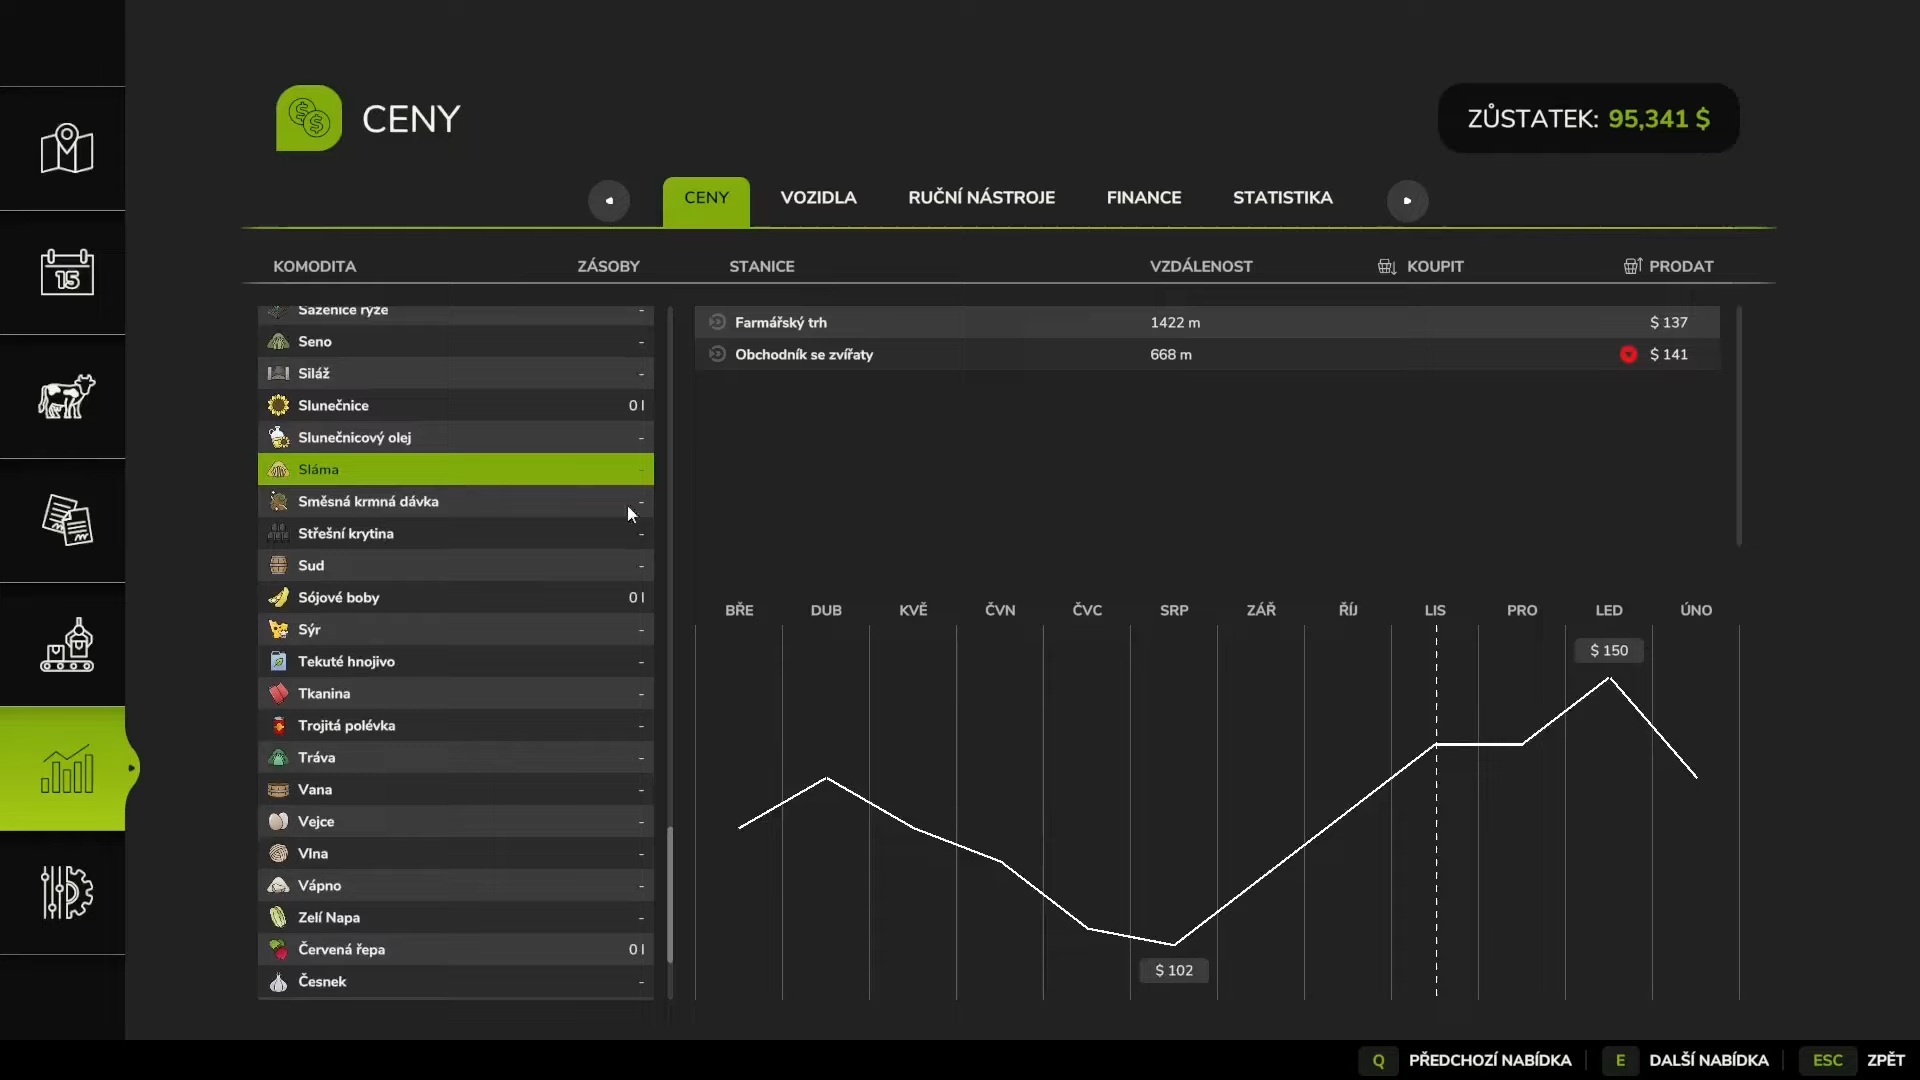 CENY
ZŮSTATEK: 95,341 $
CENY VOZIDLA RUČNÍ NÁSTROJE FINANCE STATISTIKA
KOMODITA ZÁSOBY STANICE VZDÁLENOST KOUPIT PRODAT
Sazenice rýže -
Seno -
Siláž -
Slunečnice 0 l
Slunečnicový olej -
Sláma -
Směsná krmná dávka -
Střešní krytina -
Sud -
Sójové boby 0 l
Sýr -
Tekuté hnojivo -
Tkanina -
Trojitá polévka -
Tráva -
Vana -
Vejce -
Vlna -
Vápno -
Zelí Napa -
Červená řepa 0 l
Česnek -
Farmářský trh 1422 m $ 137
Obchodník se zvířaty 668 m $ 141
BŘE DUB KVĚ ČVN ČVC SRP ZÁŘ ŘÍJ LIS PRO LED ÚNO
$ 150
$ 102
15
Q PŘEDCHOZÍ NABÍDKA E DALŠÍ NABÍDKA ESC ZPĚT